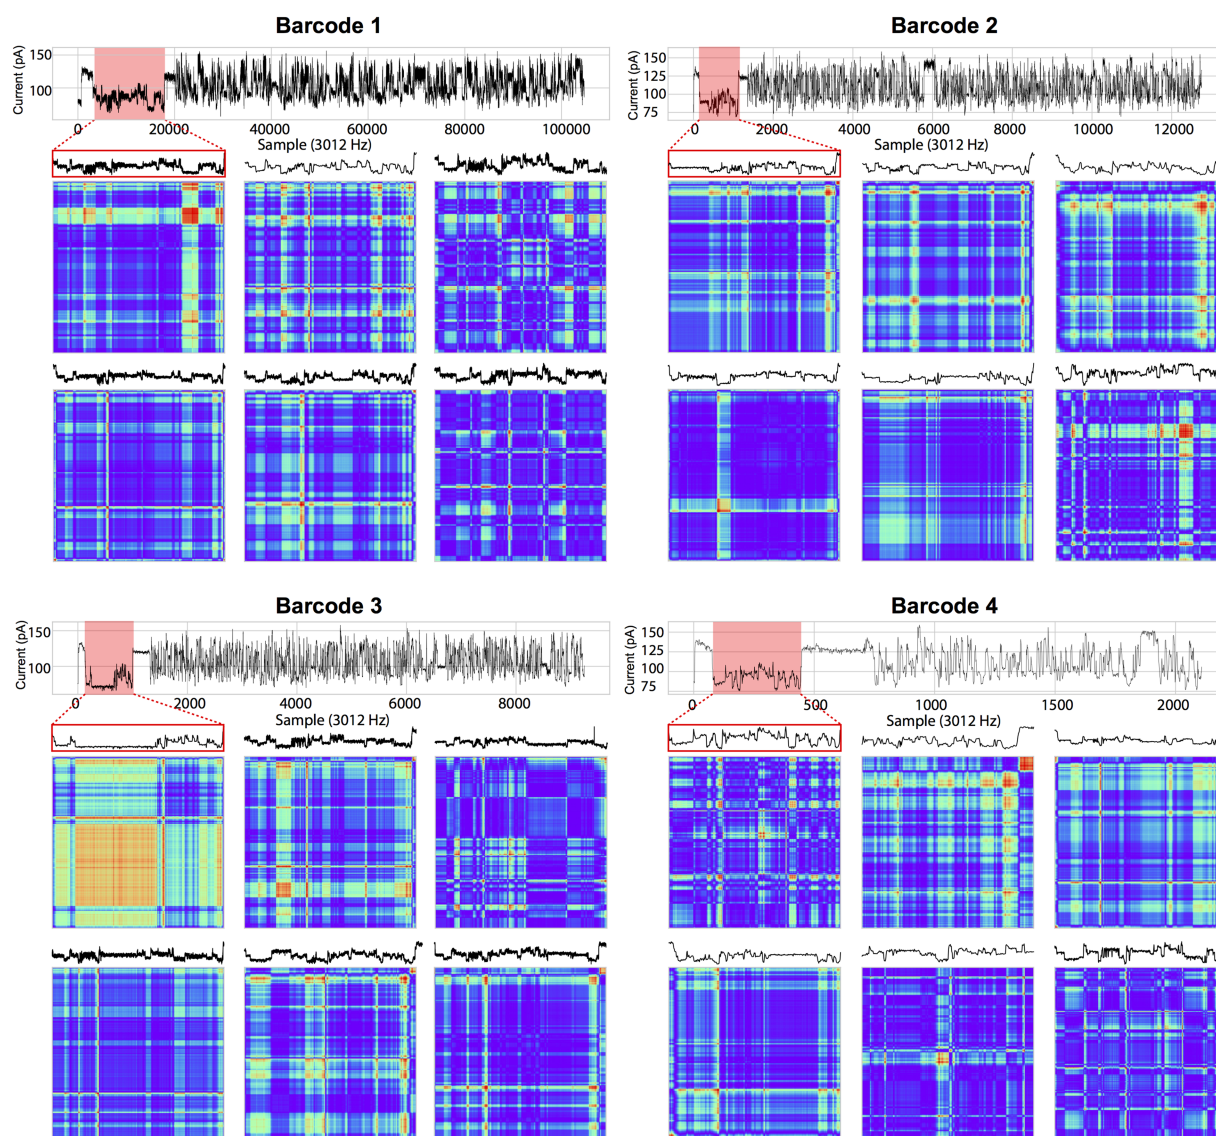 Barcode 1
Current (pA)
150
100
0
20000
40000
60000
80000
100000
Sample (3012 Hz)
Barcode 2
Current (pA)
150
125
100
75
0
2000
4000
6000
8000
10000
12000
Sample (3012 Hz)
Barcode 3
Current (pA)
150
100
0
2000
4000
6000
8000
Sample (3012 Hz)
Barcode 4
Current (pA)
150
125
100
75
0
500
1000
1500
2000
Sample (3012 Hz)